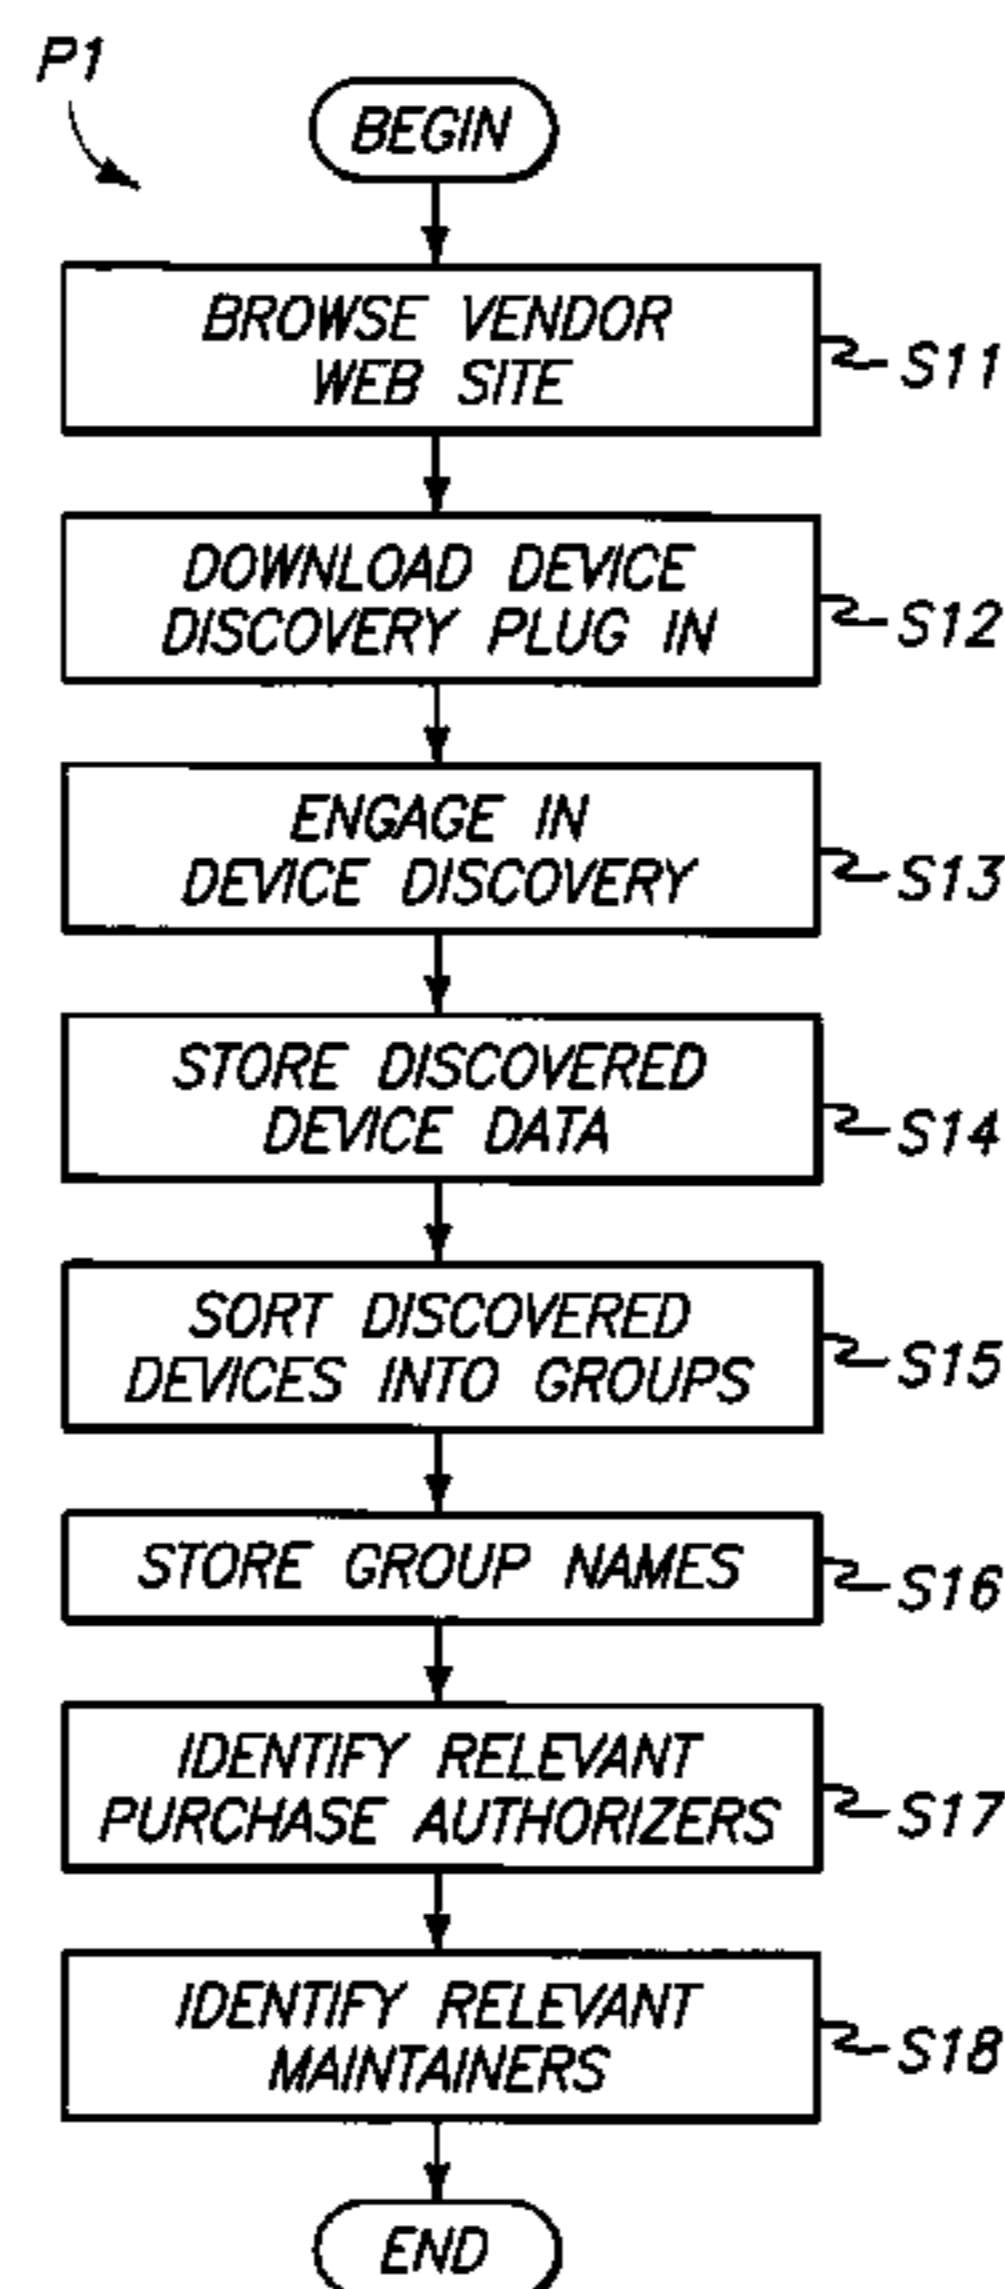 P1
BEGIN
BROWSE VENDOR
WEB SITE
S11
DOWNLOAD DEVICE
DISCOVERY PLUG IN
S12
ENGAGE IN
DEVICE DISCOVERY
S13
STORE DISCOVERED
DEVICE DATA
S14
SORT DISCOVERED
DEVICES INTO GROUPS
S15
STORE GROUP NAMES
S16
IDENTIFY RELEVANT
PURCHASE AUTHORIZERS
S17
IDENTIFY RELEVANT
MAINTAINERS
S18
END